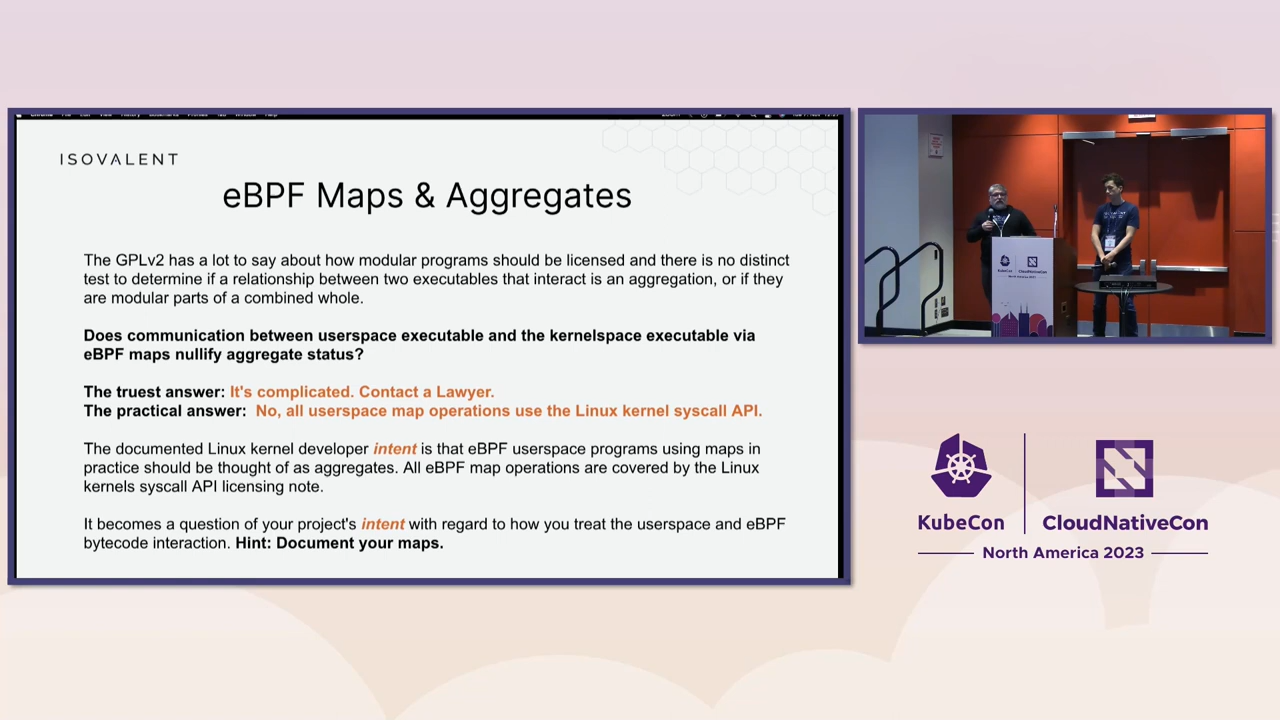 ISOVALENT
eBPF Maps & Aggregates
The GPLv2 has a lot to say about how modular programs should be licensed and there is no distinct
test to determine if a relationship between two executables that interact is an aggregation, or if they
are modular parts of a combined whole.
Does communication between userspace executable and the kernelspace executable via
eBPF maps nullify aggregate status?
The truest answer: It's complicated. Contact a Lawyer.
The practical answer: No, all userspace map operations use the Linux kernel syscall API.
The documented Linux kernel developer intent is that eBPF userspace programs using maps in
practice should be thought of as aggregates. All eBPF map operations are covered by the Linux
kernels syscall API licensing note.
It becomes a question of your project's intent with regard to how you treat the userspace and eBPF
bytecode interaction. Hint: Document your maps.
KubeCon
CloudNativeCon
KubeCon CloudNativeCon
North America 2023